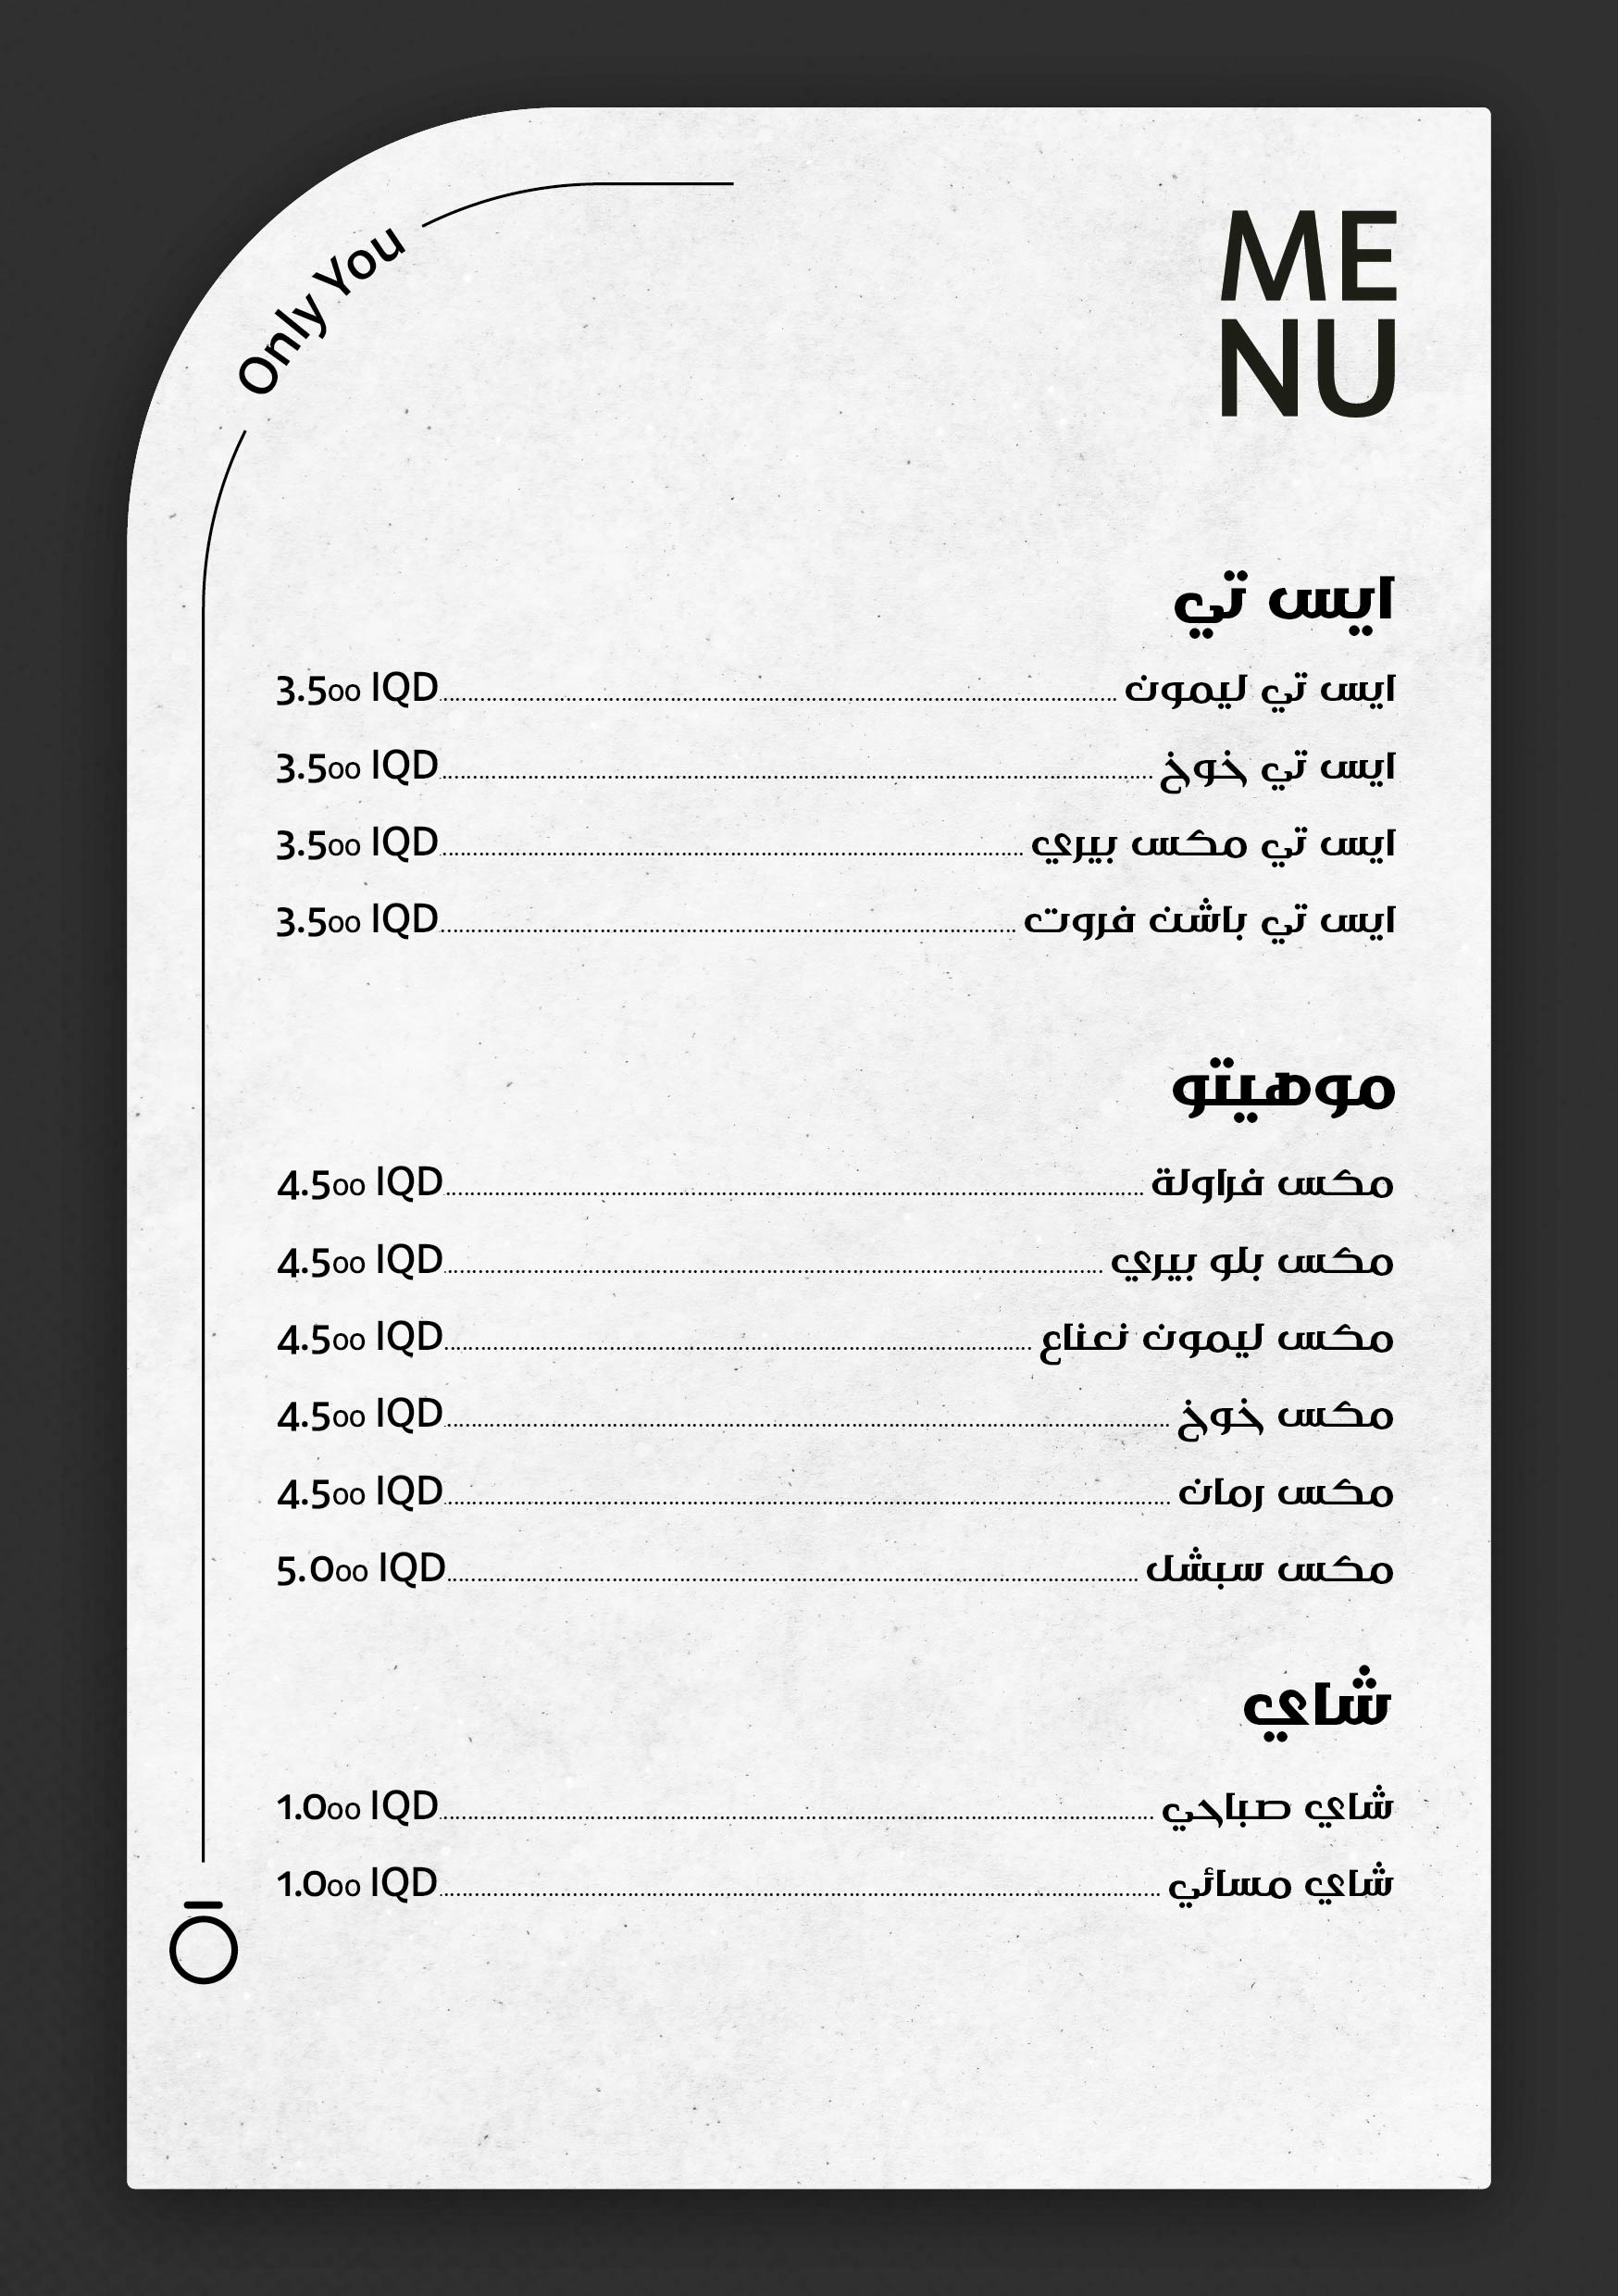 Only You
ME
NU
ايس تي
ايس تي ليمون 3.500 IQD
ايس تي خوخ 3.500 IQD
ايس تي مكس بيري 3.500 IQD
ايس تي باشن فروت 3.500 IQD
موهيتو
مكس فراولة 4.500 IQD
مكس بلو بيري 4.500 IQD
مكس ليمون نعناع 4.500 IQD
مكس خوخ 4.500 IQD
مكس رمان 4.500 IQD
مكس سبشل 5.000 IQD
شاي
شاي صباحي 1.000 IQD
شاي مسائي 1.000 IQD
Ō